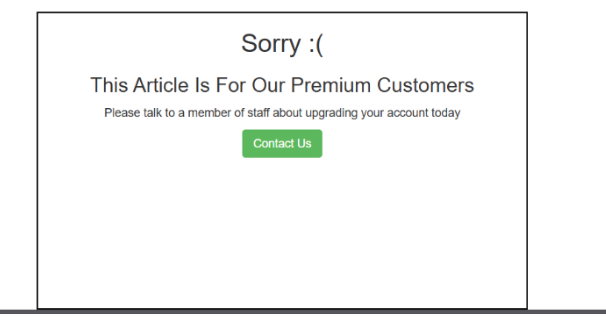 Sorry :(
This Article Is For Our Premium Customers
Please talk to a member of staff about upgrading your account today
Contact Us